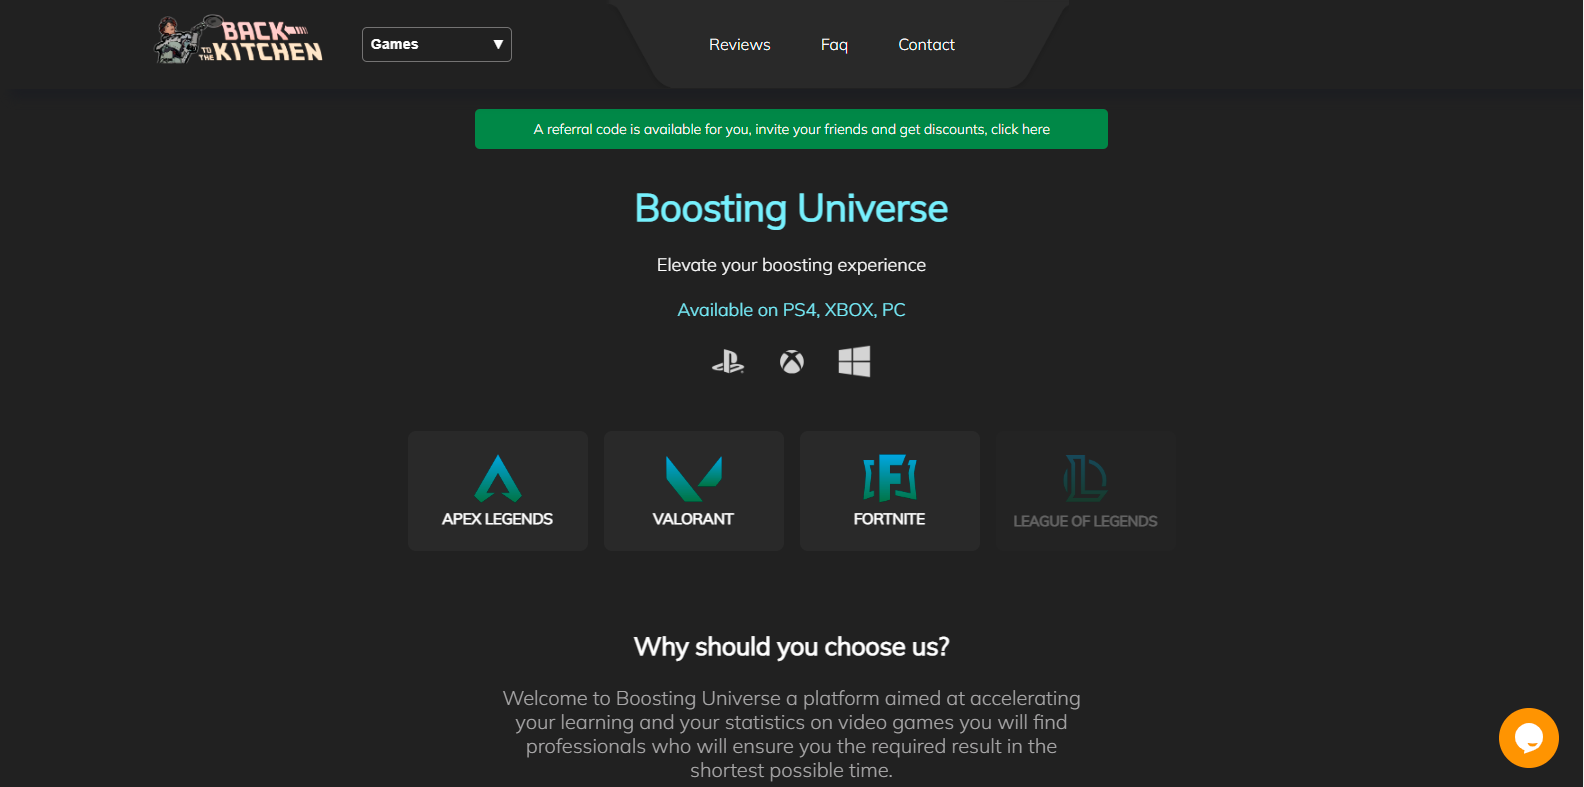 BACK
TO THE KITCHEN
Games
Reviews
Faq
Contact
A referral code is available for you, invite your friends and get discounts, click here
Boosting Universe
Elevate your boosting experience
Available on PS4, XBOX, PC
APEX LEGENDS
VALORANT
FORTNITE
LEAGUE OF LEGENDS
Why should you choose us?
Welcome to Boosting Universe a platform aimed at accelerating
your learning and your statistics on video games you will find
professionals who will ensure you the required result in the
shortest possible time.